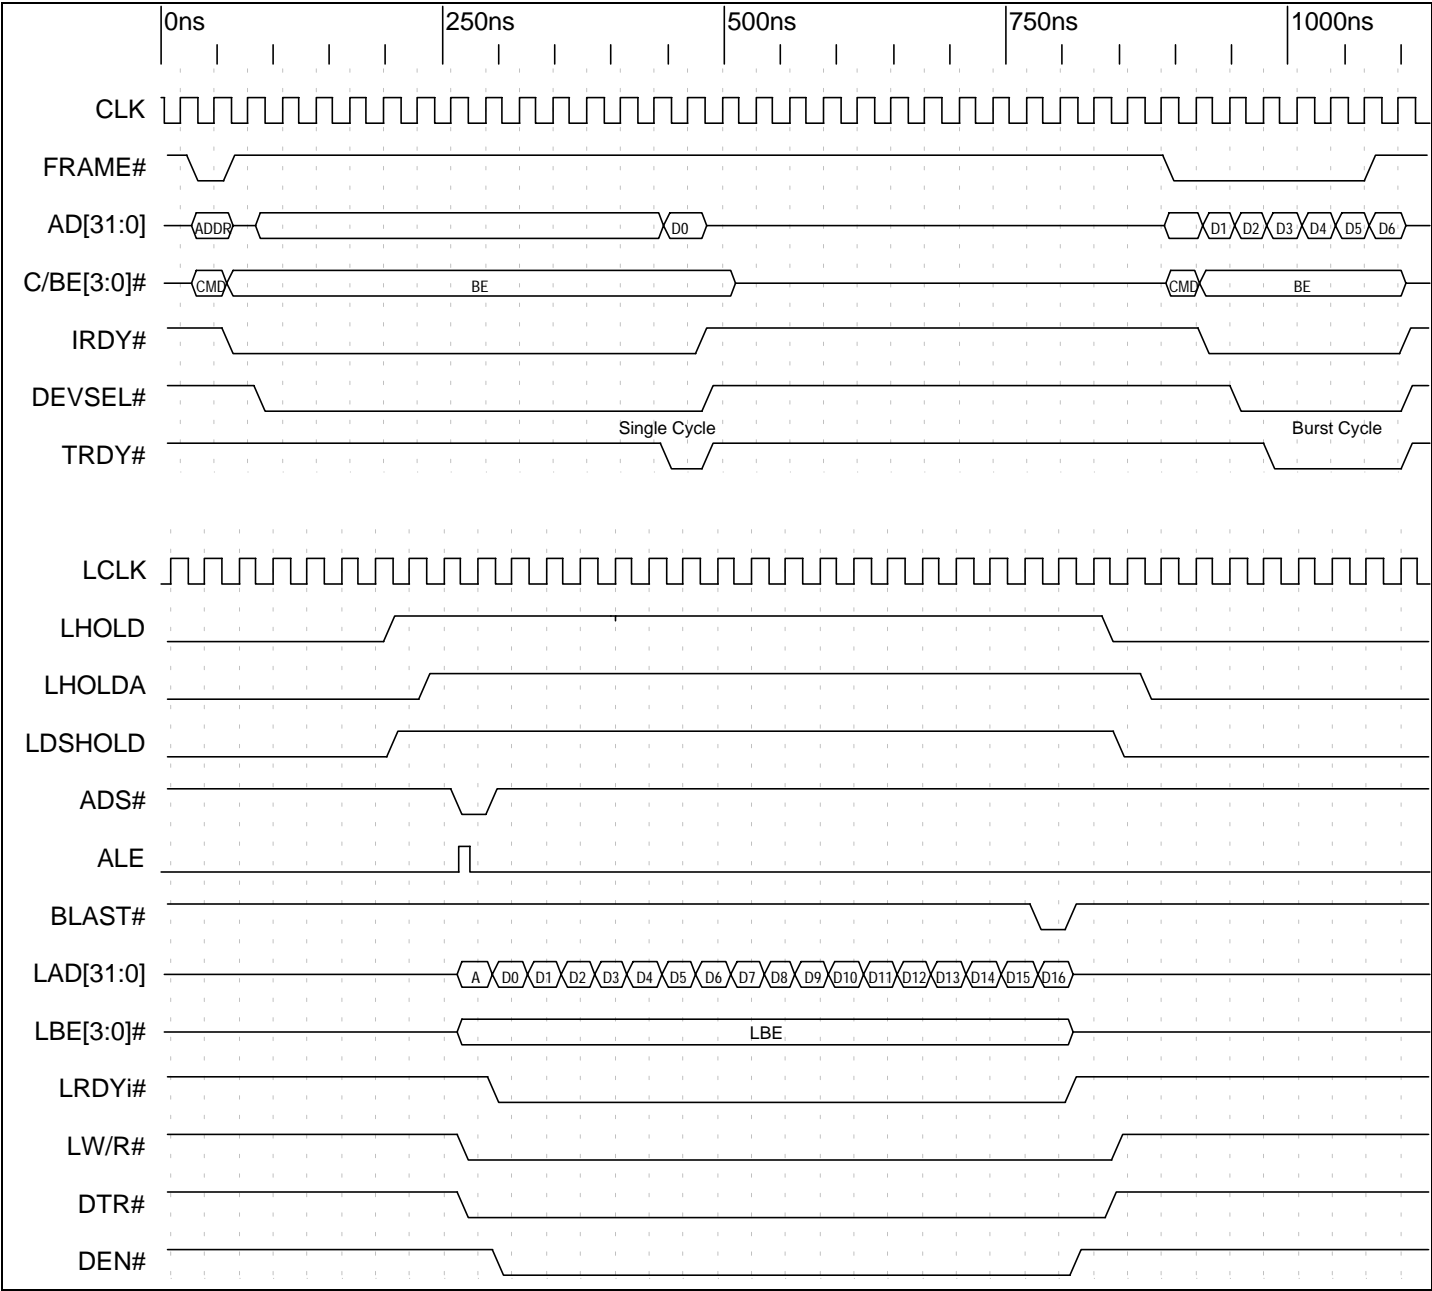 0ns 250ns 500ns 750ns 1000ns
CLK
FRAME#
AD[31:0] ADDR D0 D1 D2 D3 D4 D5 D6
C/BE[3:0]# CMD BE CMD BE
IRDY#
DEVSEL#
Single Cycle Burst Cycle
TRDY#
LCLK
LHOLD
LHOLDA
LDSHOLD
ADS#
ALE
BLAST#
LAD[31:0] A D0 D1 D2 D3 D4 D5 D6 D7 D8 D9 D10 D11 D12 D13 D14 D15 D16
LBE[3:0]# LBE
LRDYi#
LW/R#
DTR#
DEN#